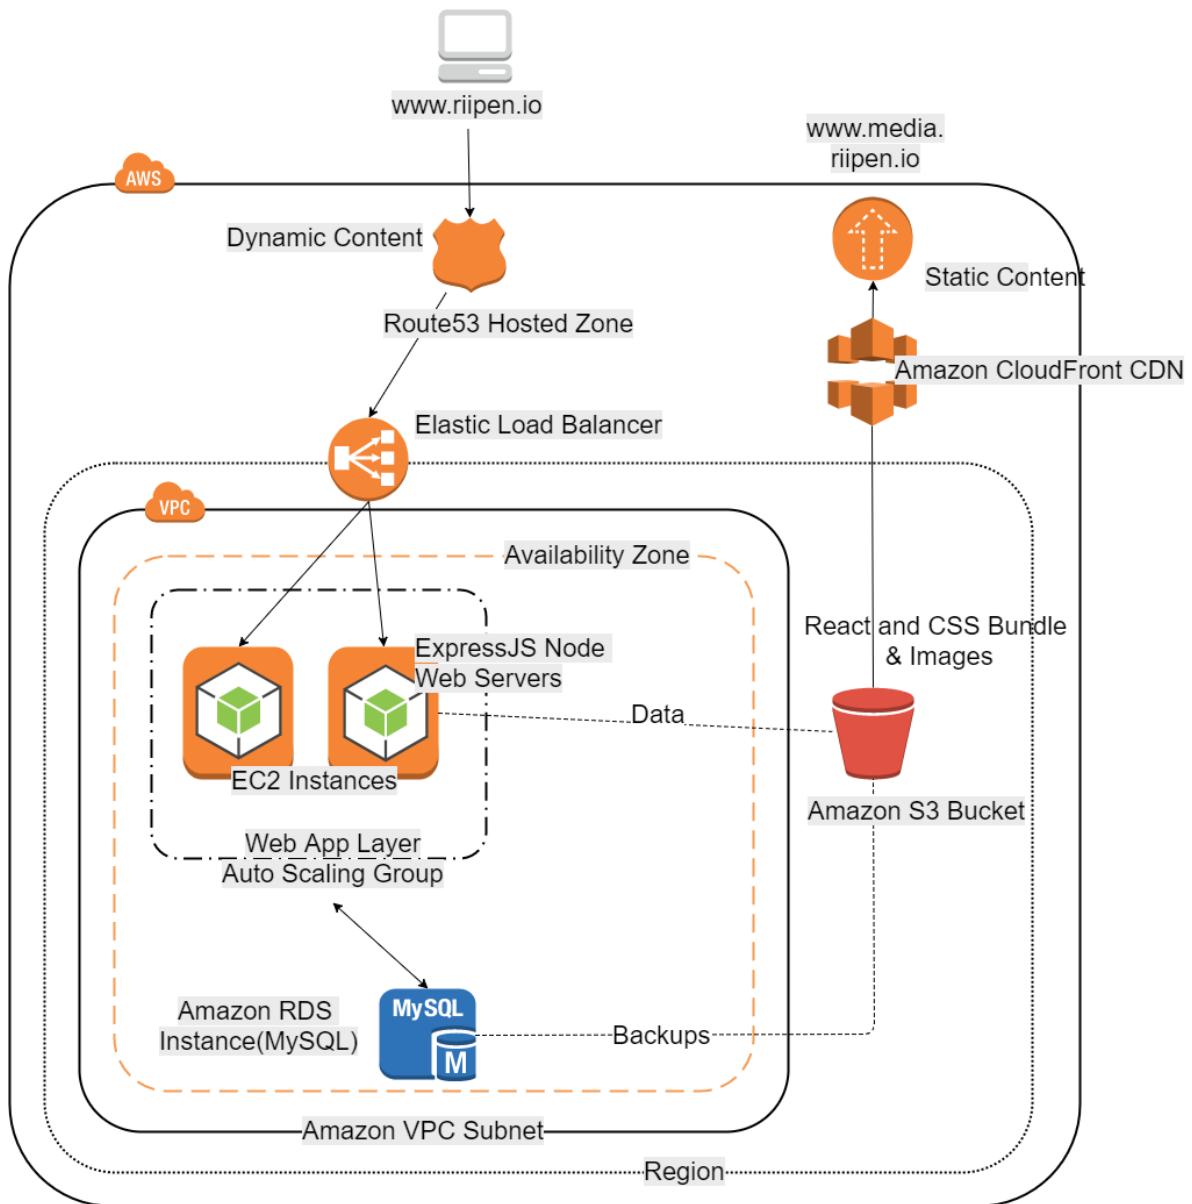 www.riipen.io
www.media.
riipen.io
AWS
Dynamic Content
Static Content
Route53 Hosted Zone
Amazon CloudFront CDN
Elastic Load Balancer
VPC
Availability Zone
React and CSS Bundle
& Images
ExpressJS Node
Web Servers
Data
EC2 Instances
Amazon S3 Bucket
Web App Layer
Auto Scaling Group
MySQL
M
Amazon RDS
Instance(MySQL)
Backups
Amazon VPC Subnet
Region